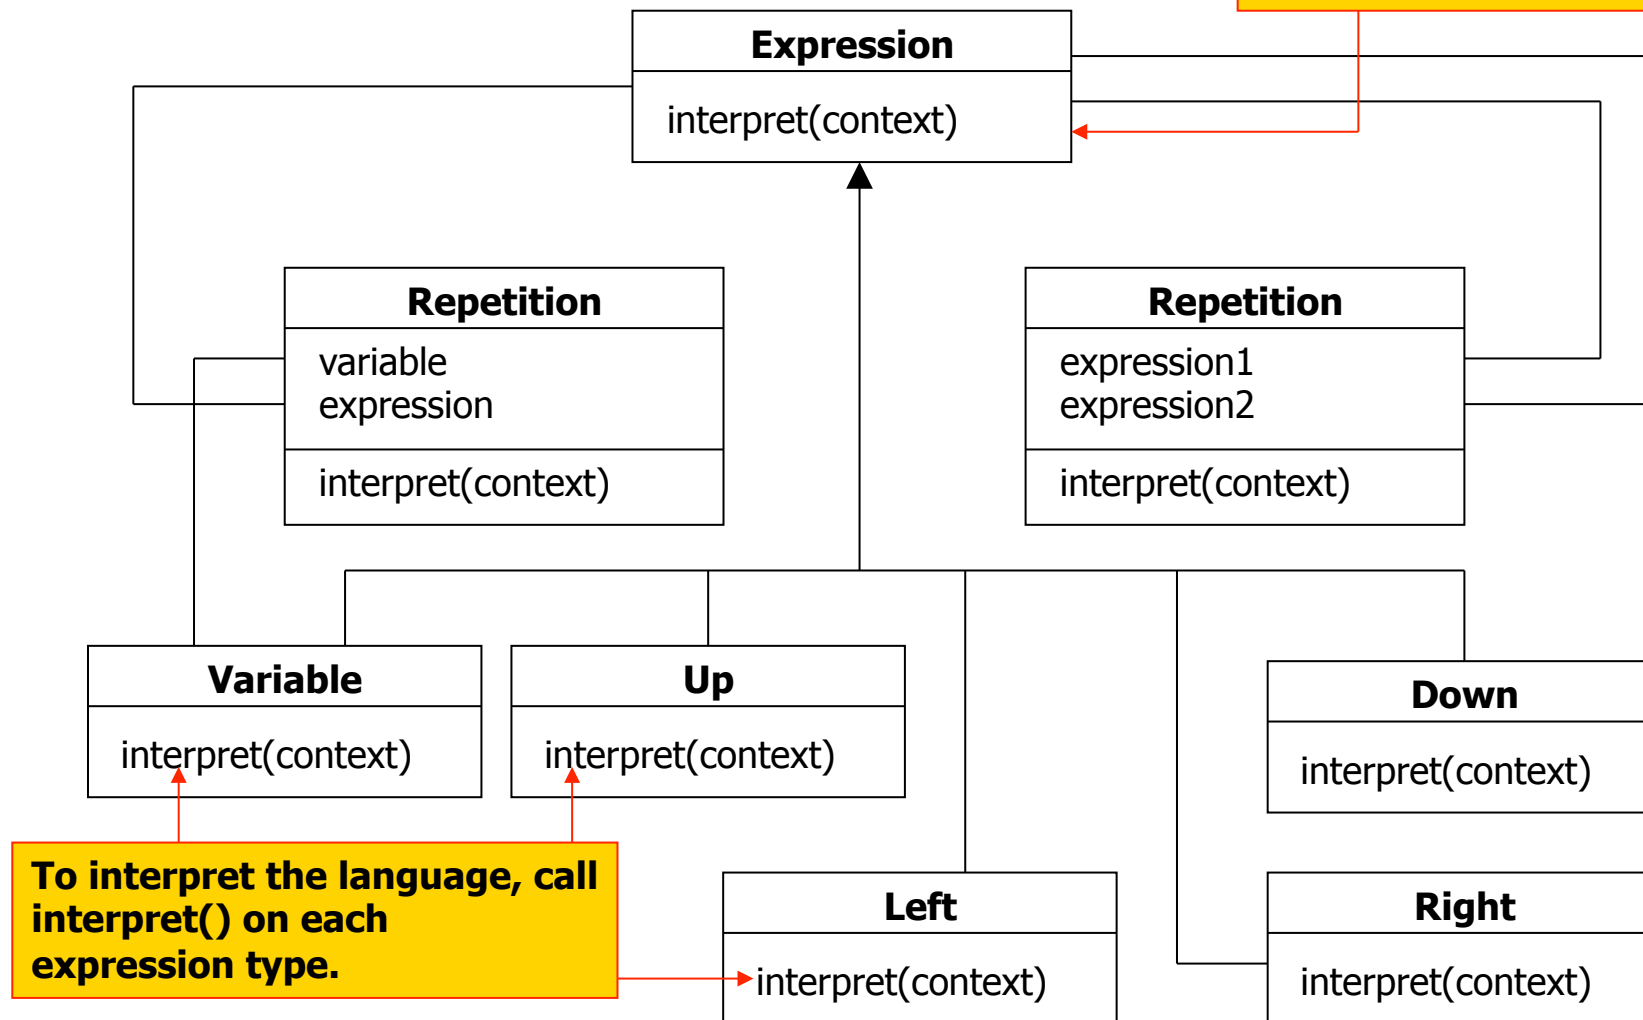 Expression
interpret(context)
Repetition
variable
expression
interpret(context)
Repetition
expression1
expression2
interpret(context)
Variable
interpret(context)
Up
interpret(context)
Down
interpret(context)
To interpret the language, call
interpret() on each
expression type.
Left
interpret(context)
Right
interpret(context)